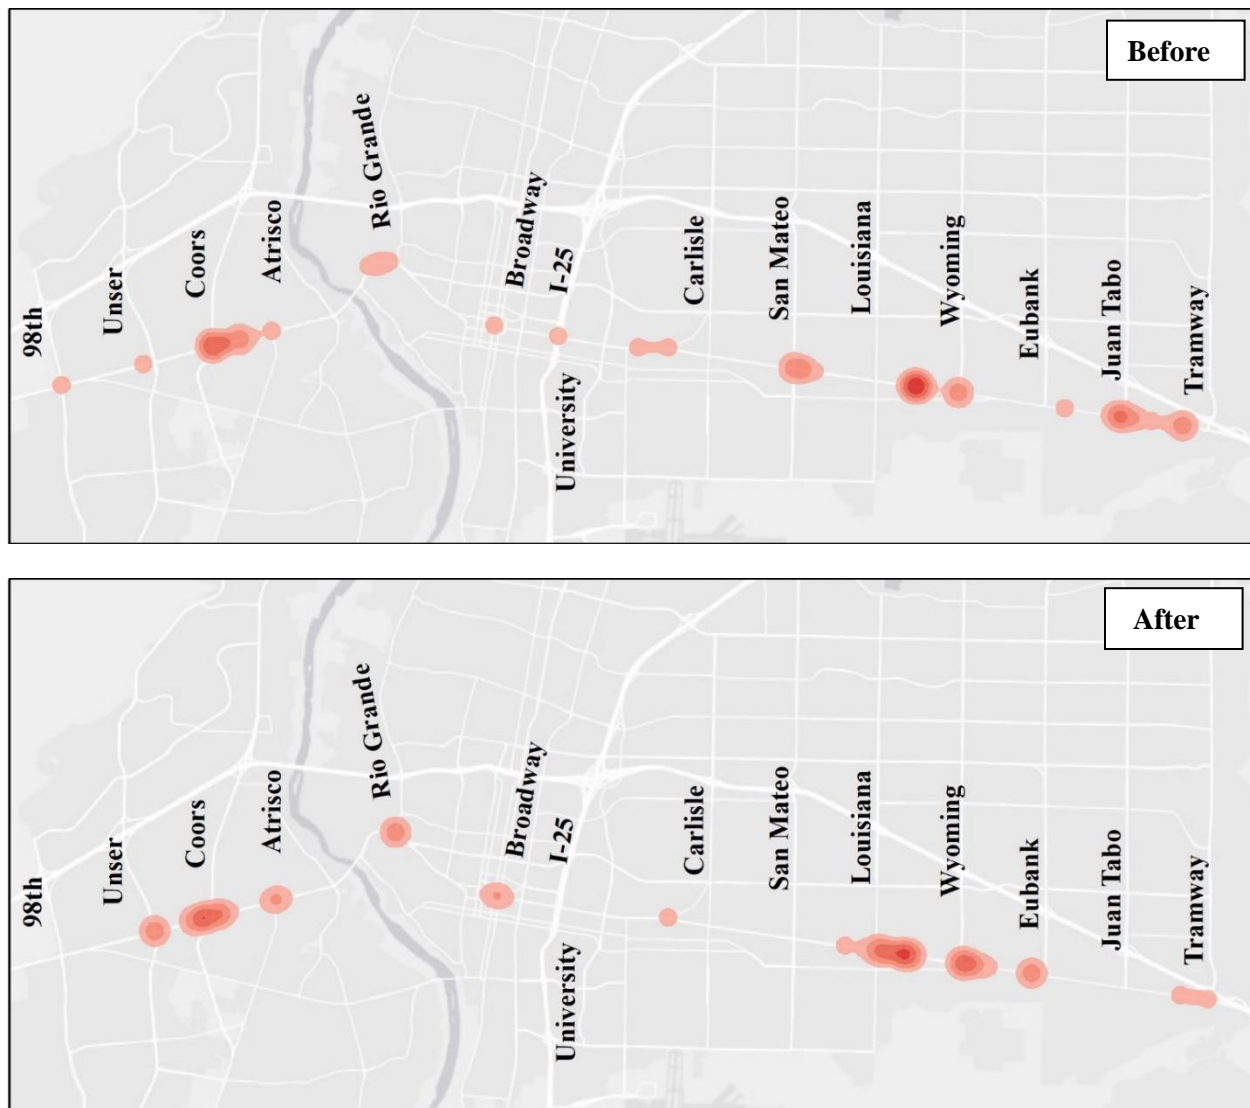 Before
98th
Unser
Coors
Atrisco
Rio Grande
Broadway
I-25
University
Carlisle
San Mateo
Louisiana
Wyoming
Eubank
Juan Tabo
Tramway
After
98th
Unser
Coors
Atrisco
Rio Grande
Broadway
I-25
University
Carlisle
San Mateo
Louisiana
Wyoming
Eubank
Juan Tabo
Tramway